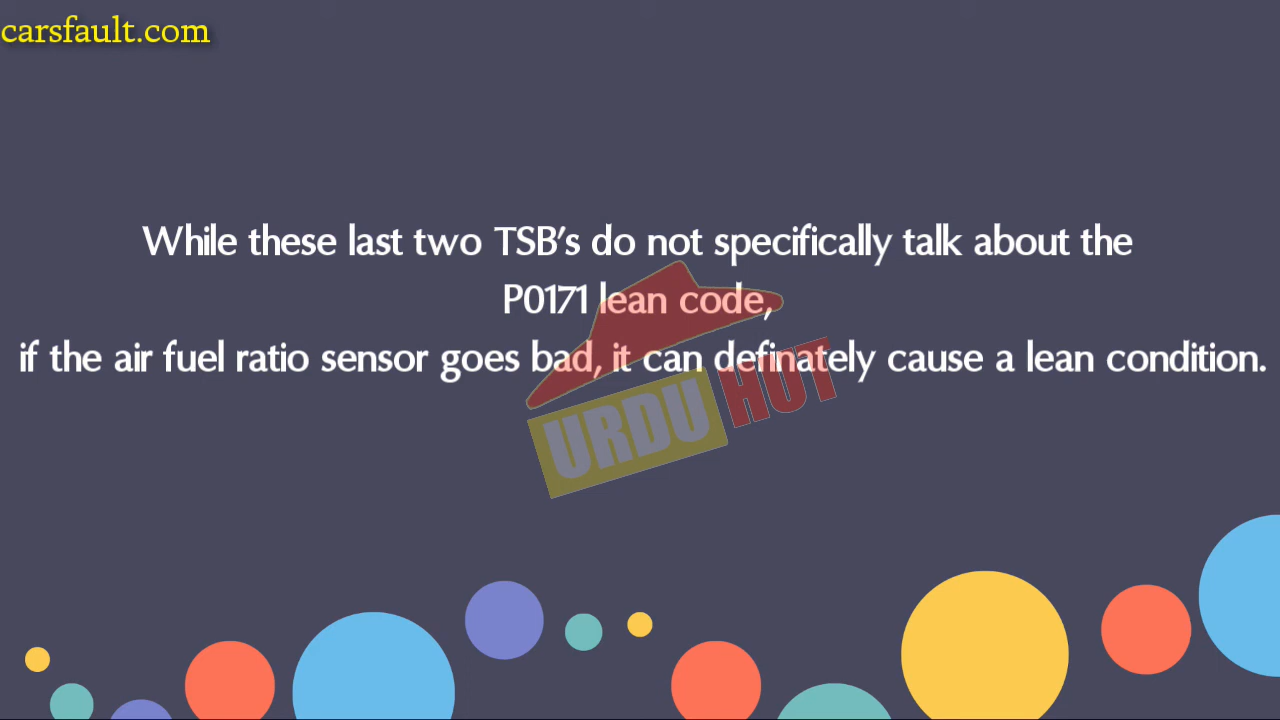 carsfault.com
While these last two TSB's do not specifically talk about the
P0171 lean code,
if the air fuel ratio sensor goes bad, it can definately cause a lean condition.
URDU HUT